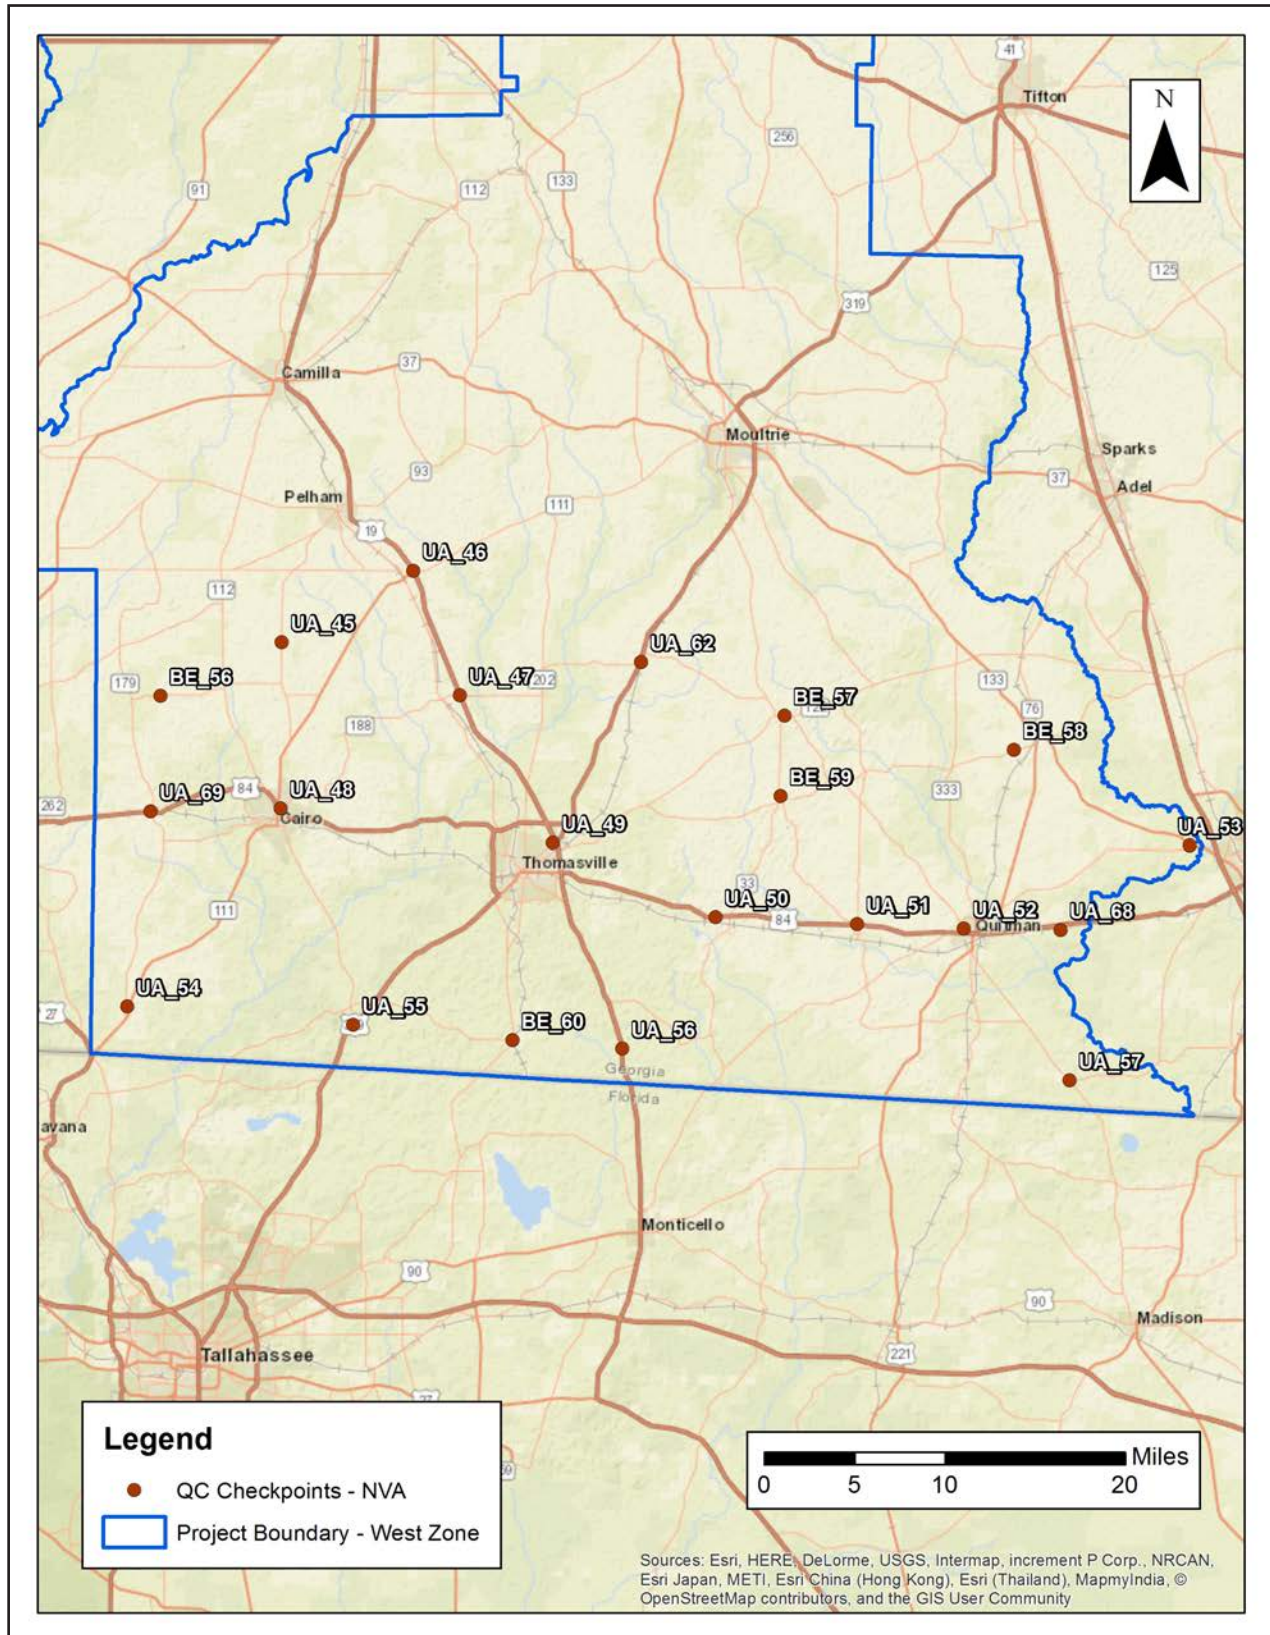 41
Tifton
N
256
133
112
91
125
319
Camilla
37
Moultrie
Sparks
93
37
Adel
Pelham
111
19
UA_46
112
UA_45
UA_62
179
BE_56
UA_47
202
133
BE_57
76
188
BE_58
BE_59
262
UA_69
84
UA_48
333
Cairo
UA_53
UA_49
Thomasville
33
111
UA_50
84
UA_51
UA_52
UA_68
Quitman
UA_54
27
UA_55
BE_60
UA_56
Georgia
UA_57
Florida
avana
Monticello
90
90
Madison
Tallahassee
221
27
Legend
QC Checkpoints - NVA
Project Boundary - West Zone
Miles
0 5 10 20
Sources: Esri, HERE, DeLorme, USGS, Intermap, increment P Corp., NRCAN,
Esri Japan, METI, Esri China (Hong Kong), Esri (Thailand), MapmyIndia, ©
OpenStreetMap contributors, and the GIS User Community